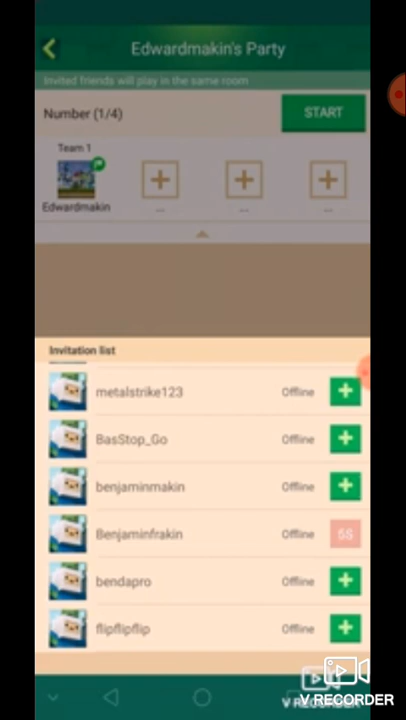 Edwardmakin's Party
Invited friends will play in the same room
Number (1/4)
START
Team 1
Edwardmakin
--
--
--
Invitation list
metalstrike123 Offline
BasStop_Go Offline
benjaminmakin Offline
Benjaminfrakin Offline 5S
bendapro Offline
flipflipflip Offline
V RECORDER